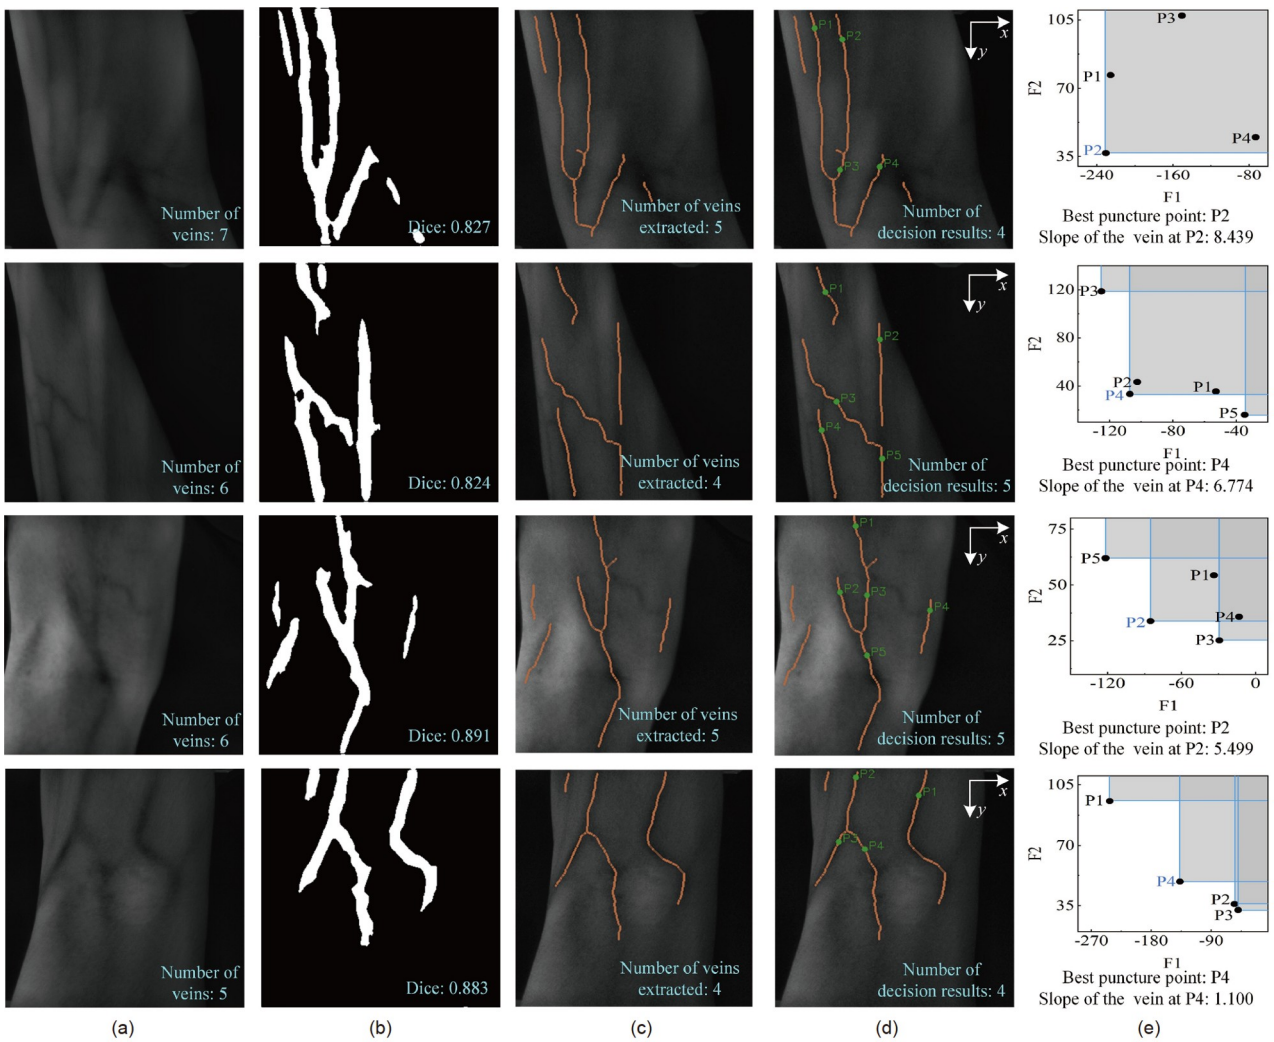 Number of
veins: 7
Dice: 0.827
Number of veins
extracted: 5
P1
P2
P3
P4
x
y
Number of
decision results: 4
105
70
35
F2
P3
P1
P4
P2
-240
-160
-80
F1
Best puncture point: P2
Slope of the vein at P2: 8.439
Number of
veins: 6
Dice: 0.824
Number of veins
extracted: 4
P1
P2
P3
P4
P5
x
y
Number of
decision results: 5
120
80
40
F2
P3
P2
P1
P4
P5
-120
-80
-40
F1
Best puncture point: P4
Slope of the vein at P4: 6.774
Number of
veins: 6
Dice: 0.891
Number of veins
extracted: 5
P1
P2
P3
P4
P5
x
y
Number of
decision results: 5
75
50
25
F2
P5
P1
P2
P4
P3
-120
-60
0
F1
Best puncture point: P2
Slope of the vein at P2: 5.499
Number of
veins: 5
Dice: 0.883
Number of veins
extracted: 4
P2
P1
P3
P4
x
y
Number of
decision results: 4
105
70
35
F2
P1
P4
P2
P3
-270
-180
-90
F1
Best puncture point: P4
Slope of the vein at P4: 1.100
(a)
(b)
(c)
(d)
(e)